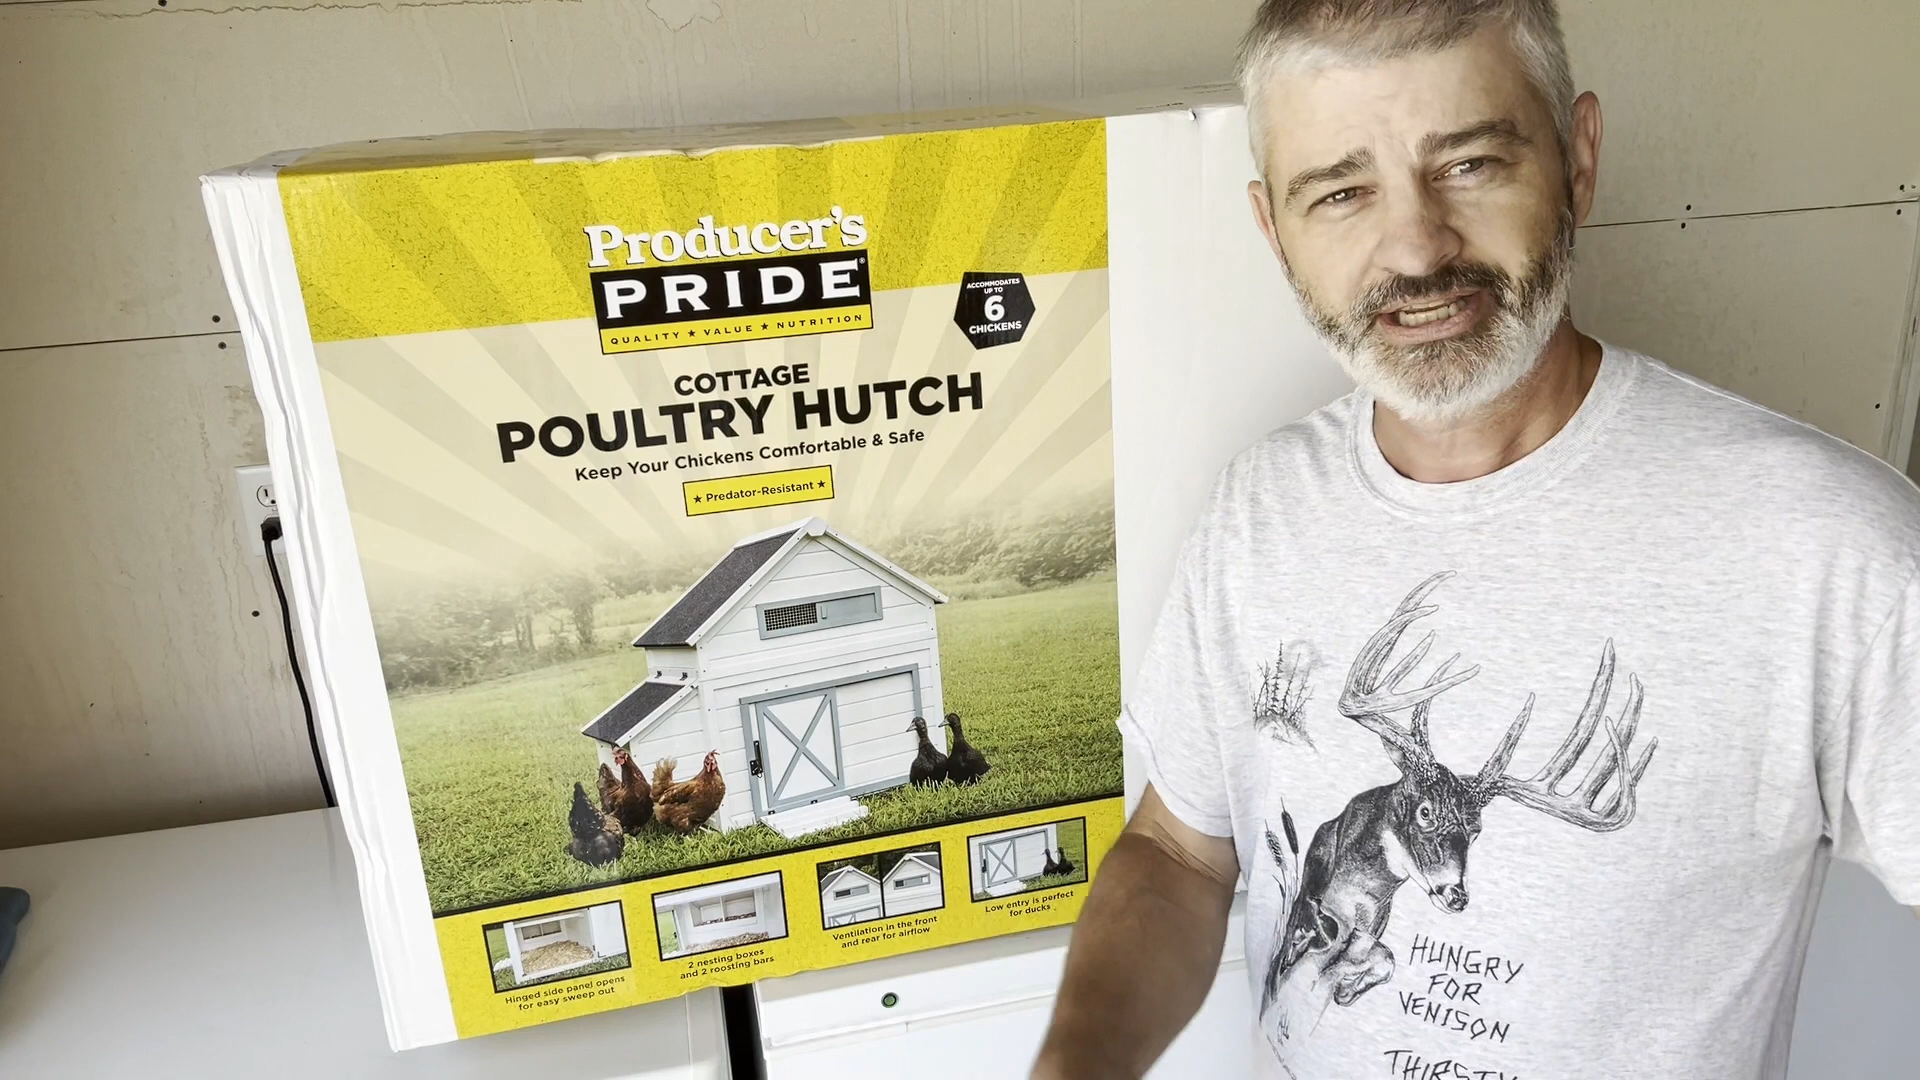 Producer's
PRIDE®
QUALITY ★ VALUE ★ NUTRITION
ACCOMMODATES
UP TO
6
CHICKENS
COTTAGE
POULTRY HUTCH
Keep Your Chickens Comfortable & Safe
★ Predator-Resistant ★
Hinged side panel opens
for easy sweep out
2 nesting boxes
and 2 roosting bars
Ventilation in the front
and rear for airflow
Low entry is perfect
for ducks
HUNGRY
FOR
VENISON
THIRSTY